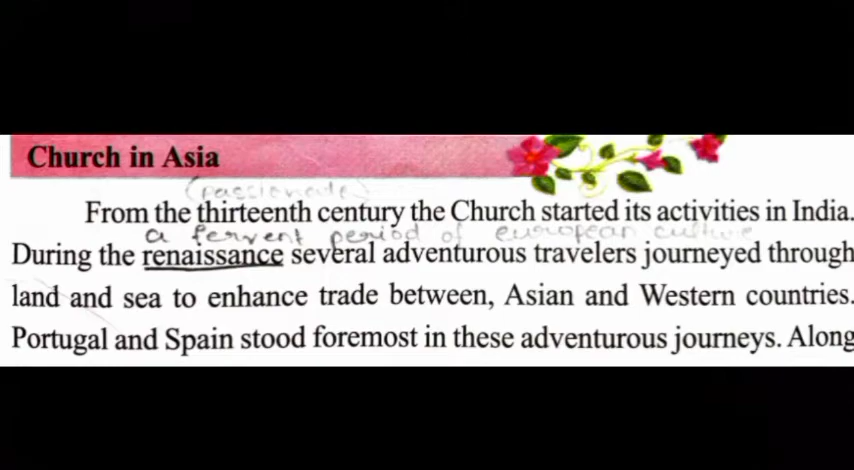 Church in Asia
(passionate)
From the thirteenth century the Church started its activities in India.
a fervent period of european culture
During the renaissance several adventurous travelers journeyed through
land and sea to enhance trade between, Asian and Western countries.
Portugal and Spain stood foremost in these adventurous journeys. Along